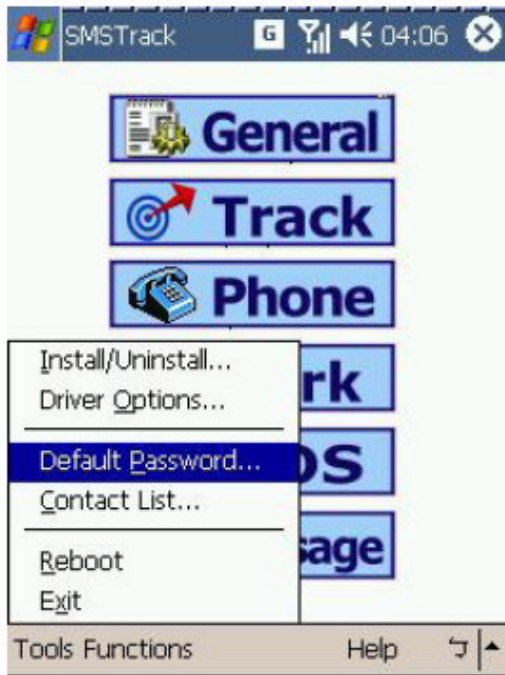 SMSTrack G 04:06
General
Track
Phone
Install/Uninstall...
Driver Options...
rk
Default Password...
os
Contact List...
sage
Reboot
Exit
Tools Functions Help